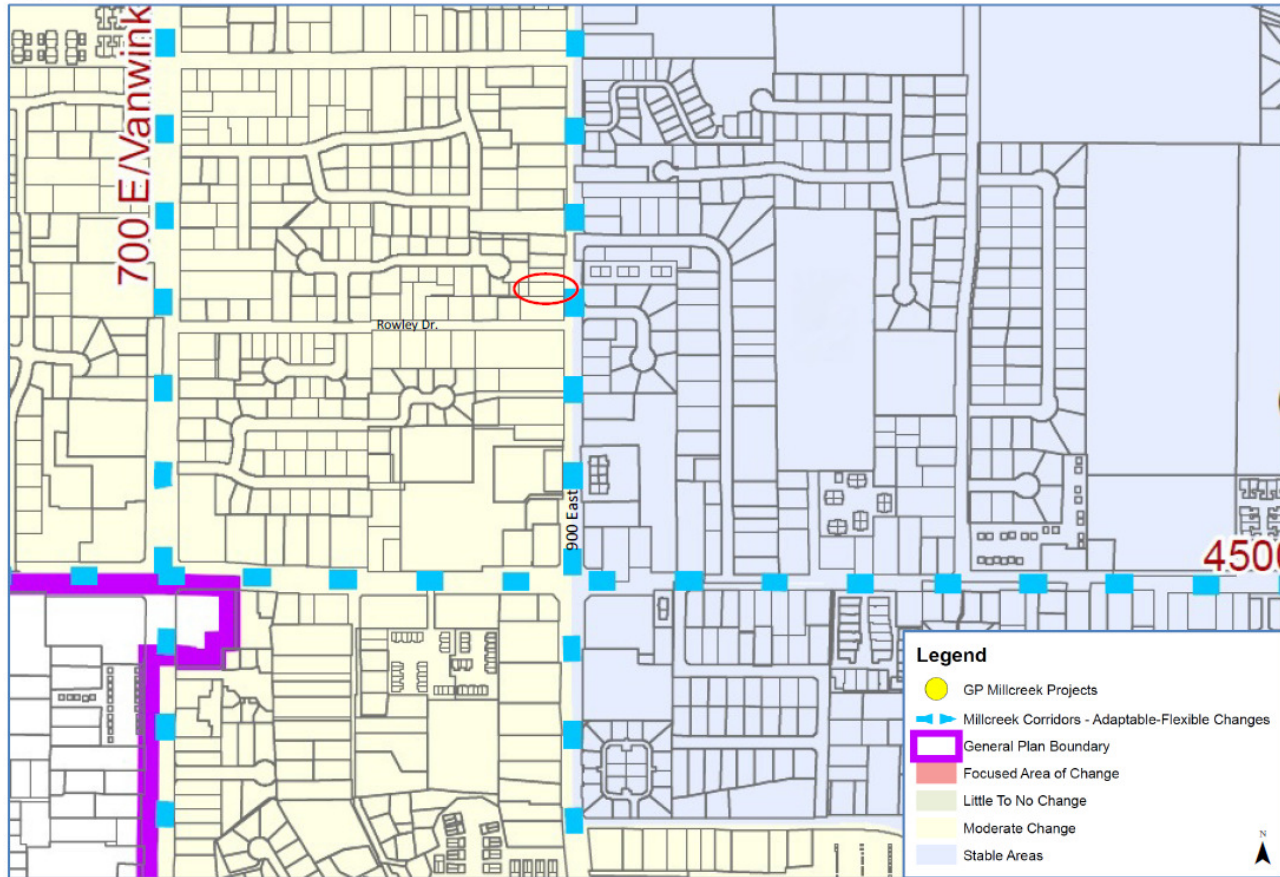 700 E/Vanwink
Rowley Dr.
900 East
4500
Legend
GP Millcreek Projects
Millcreek Corridors - Adaptable-Flexible Changes
General Plan Boundary
Focused Area of Change
Little To No Change
Moderate Change
Stable Areas
N